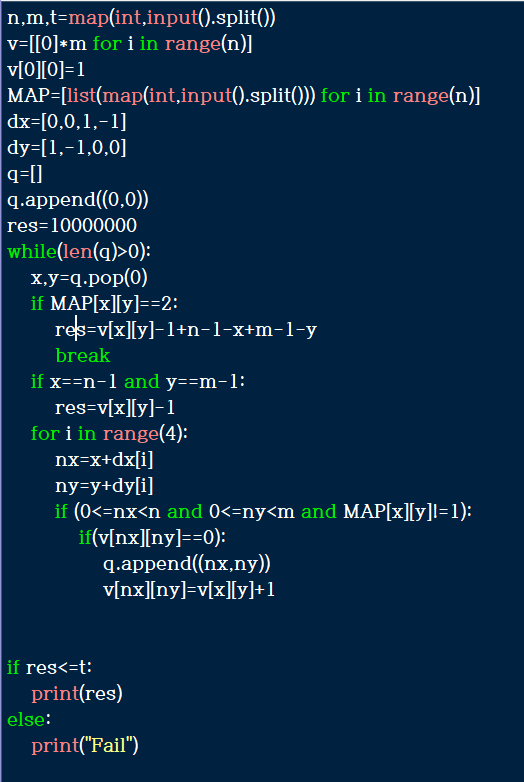 n,m,t=map(int,input().split())
v=[[0]*m for i in range(n)]
v[0][0]=1
MAP=[list(map(int,input().split())) for i in range(n)]
dx=[0,0,1,-1]
dy=[1,-1,0,0]
q=[]
q.append((0,0))
res=10000000
while(len(q)>0):
    x,y=q.pop(0)
    if MAP[x][y]==2:
        res=v[x][y]-1+n-1-x+m-1-y
        break
    if x==n-1 and y==m-1:
        res=v[x][y]-1
    for i in range(4):
        nx=x+dx[i]
        ny=y+dy[i]
        if (0<=nx<n and 0<=ny<m and MAP[x][y]!=1):
            if(v[nx][ny]==0):
                q.append((nx,ny))
                v[nx][ny]=v[x][y]+1
if res<=t:
    print(res)
else:
    print("Fail")